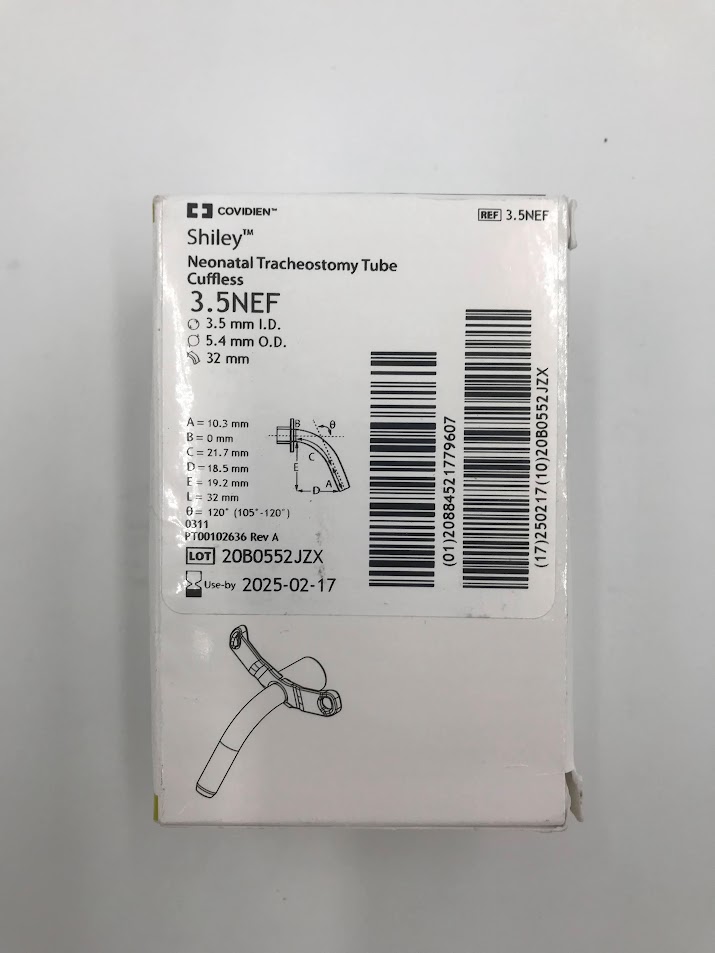 COVIDIEN™
REF 3.5NEF
Shiley™
Neonatal Tracheostomy Tube
Cuffless
3.5NEF
3.5 mm I.D.
5.4 mm O.D.
32 mm
A = 10.3 mm
B = 0 mm
C = 21.7 mm
D = 18.5 mm
E = 19.2 mm
L = 32 mm
θ = 120° (105°-120°)
0311
PT00102636 Rev A
LOT 20B0552JZX
Use-by 2025-02-17
B
θ
C
E
A
D
(01)20884521779607
(17)250217(10)20B0552JZX